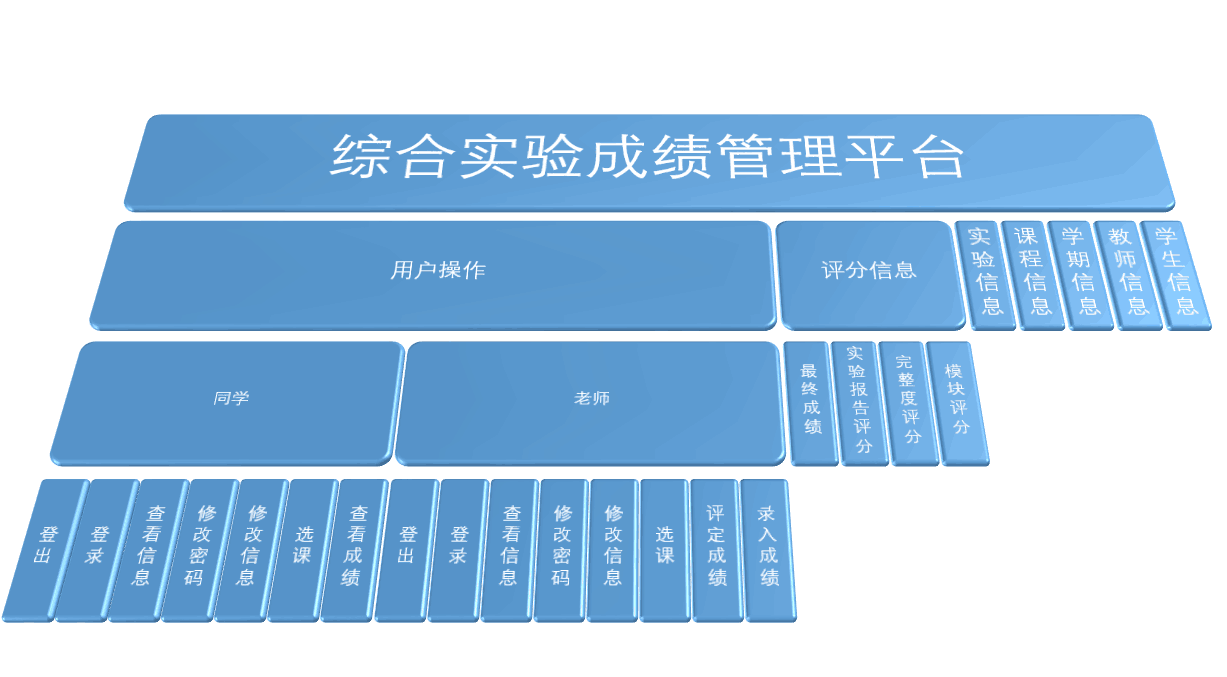 综合实验成绩管理平台
用户操作
评分信息
实验信息
课程信息
学期信息
教师信息
学生信息
同学
老师
最终成绩
实验报告评分
完整度评分
模块评分
登出
登录
查看信息
修改密码
修改信息
选课
查看成绩
登出
登录
查看信息
修改密码
修改信息
选课
评定成绩
录入成绩